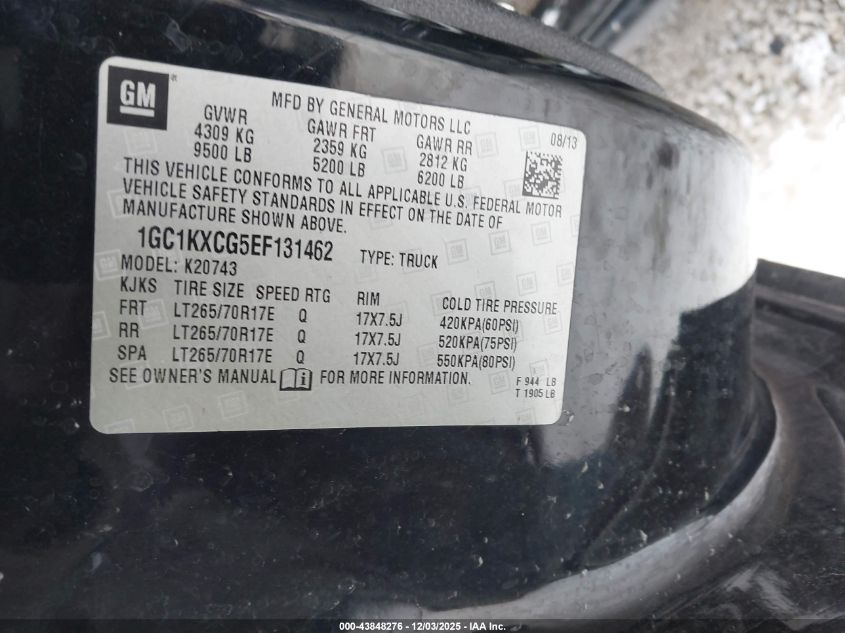 GM
MFD BY GENERAL MOTORS LLC
08/13
GVWR GAWR FRT GAWR RR
4309 KG 2359 KG 2812 KG
9500 LB 5200 LB 6200 LB
THIS VEHICLE CONFORMS TO ALL APPLICABLE U.S. FEDERAL MOTOR
VEHICLE SAFETY STANDARDS IN EFFECT ON THE DATE OF
MANUFACTURE SHOWN ABOVE.
1GC1KXCG5EF131462 TYPE: TRUCK
MODEL: K20743
KJKS TIRE SIZE SPEED RTG RIM COLD TIRE PRESSURE
FRT LT265/70R17E Q 17X7.5J 420KPA(60PSI)
RR LT265/70R17E Q 17X7.5J 520KPA(75PSI)
SPA LT265/70R17E Q 17X7.5J 550KPA(80PSI)
SEE OWNER'S MANUAL FOR MORE INFORMATION.
F 944 LB
T 1905 LB
000-43848276 - 12/03/2025 - IAA Inc.